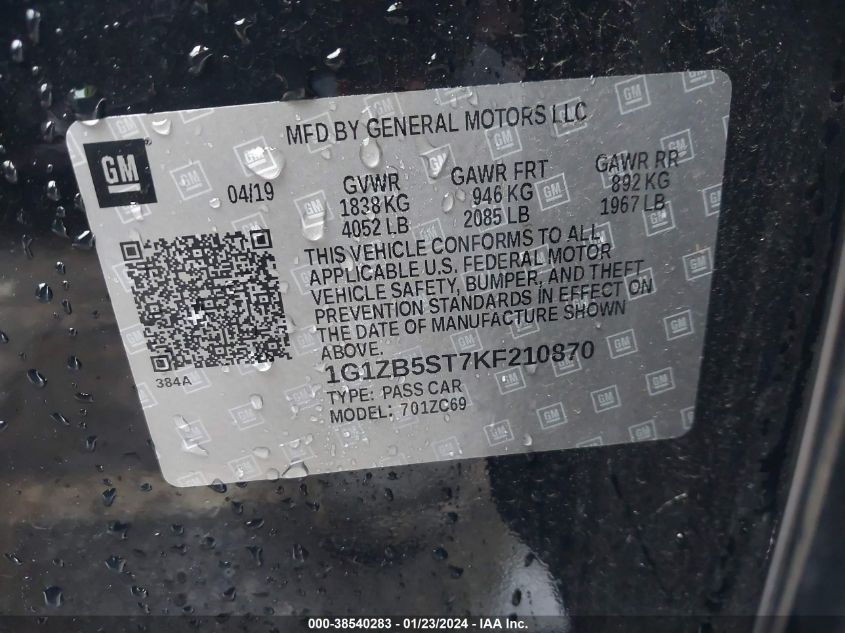 MFD BY GENERAL MOTORS LLC
GM
04/19
GVWR
1838 KG
4052 LB
GAWR FRT
946 KG
2085 LB
GAWR RR
892 KG
1967 LB
THIS VEHICLE CONFORMS TO ALL
APPLICABLE U.S. FEDERAL MOTOR
VEHICLE SAFETY, BUMPER, AND THEFT
PREVENTION STANDARDS IN EFFECT ON
THE DATE OF MANUFACTURE SHOWN
ABOVE.
384A
1G1ZB5ST7KF210870
TYPE: PASS CAR
MODEL: 701ZC69
000-38540283 - 01/23/2024 - 1YKF.